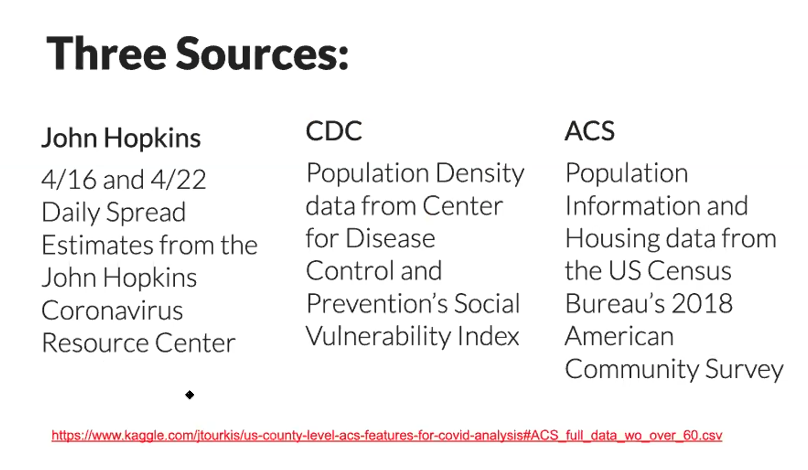 Three Sources:
John Hopkins
4/16 and 4/22
Daily Spread
Estimates from the
John Hopkins
Coronavirus
Resource Center
CDC
Population Density
data from Center
for Disease
Control and
Prevention's Social
Vulnerability Index
ACS
Population
Information and
Housing data from
the US Census
Bureau's 2018
American
Community Survey
https://www.kaggle.com/jtourkis/us-county-level-acs-features-for-covid-analysis#ACS_full_data_wo_over_60.csv